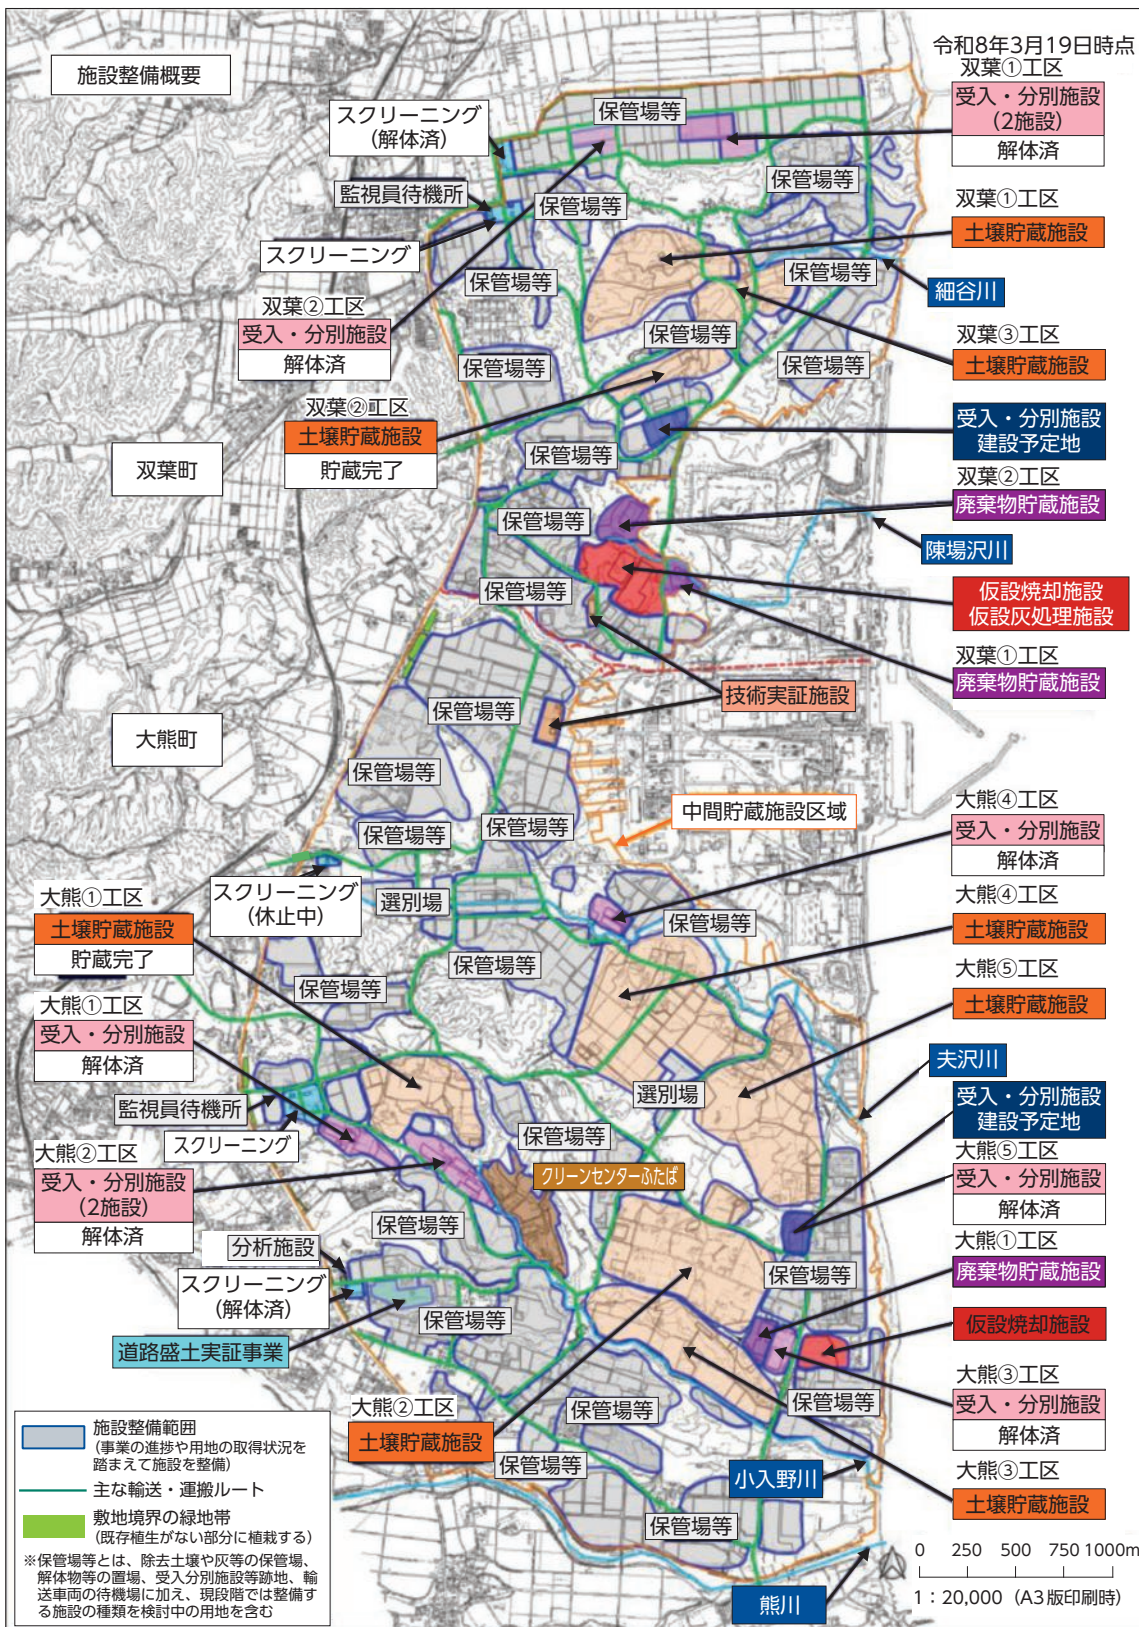 令和8年3月19日時点
施設整備概要
双葉①工区
受入・分別施設
(2施設)
解体済
スクリーニング
(解体済)
保管場等
保管場等
監視員待機所
保管場等
双葉①工区
土壌貯蔵施設
スクリーニング
保管場等
保管場等
細谷川
双葉②工区
受入・分別施設
解体済
保管場等
双葉③工区
土壌貯蔵施設
保管場等
保管場等
双葉②工区
土壌貯蔵施設
貯蔵完了
受入・分別施設
建設予定地
双葉町
保管場等
双葉②工区
廃棄物貯蔵施設
保管場等
陳場沢川
保管場等
仮設焼却施設
仮設灰処理施設
双葉①工区
廃棄物貯蔵施設
技術実証施設
保管場等
大熊町
保管場等
中間貯蔵施設区域
大熊④工区
受入・分別施設
解体済
保管場等
保管場等
スクリーニング
(休止中)
選別場
大熊①工区
土壌貯蔵施設
貯蔵完了
大熊④工区
土壌貯蔵施設
保管場等
保管場等
保管場等
大熊⑤工区
土壌貯蔵施設
大熊①工区
受入・分別施設
解体済
夫沢川
選別場
受入・分別施設
建設予定地
監視員待機所
スクリーニング
保管場等
大熊②工区
受入・分別施設
(2施設)
解体済
クリーンセンターふたば
大熊⑤工区
受入・分別施設
解体済
保管場等
分析施設
大熊①工区
廃棄物貯蔵施設
保管場等
スクリーニング
(解体済)
保管場等
仮設焼却施設
道路盛土実証事業
大熊③工区
受入・分別施設
解体済
保管場等
大熊②工区
土壌貯蔵施設
保管場等
保管場等
小入野川
大熊③工区
土壌貯蔵施設
保管場等
熊川
施設整備範囲
(事業の進捗や用地の取得状況を
踏まえて施設を整備)
主な輸送・運搬ルート
敷地境界の緑地帯
(既存植生がない部分に植栽する)
※保管場等とは、除去土壌や灰等の保管場、
解体物等の置場、受入分別施設等跡地、輸
送車両の待機場に加え、現段階では整備す
る施設の種類を検討中の用地を含む
0 250 500 750 1000m
1：20,000（A3版印刷時）